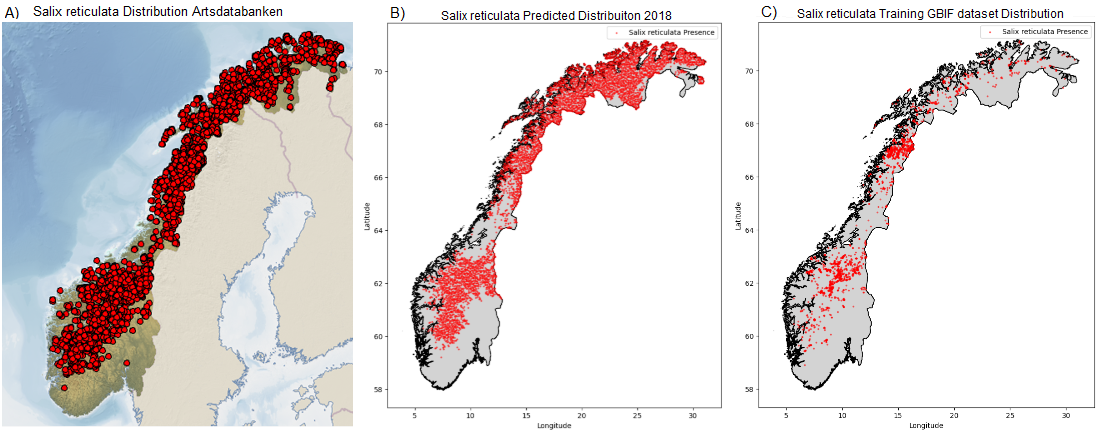 A) Salix reticulata Distribution Artsdatabanken
B) Salix reticulata Predicted Distribuiton 2018
Salix reticulata Presence
70
68
66
64
62
60
58
Latitude
5 10 15 20 25 30
Longitude
C) Salix reticulata Training GBIF dataset Distribution
Salix reticulata Presence
70
68
66
64
62
60
58
Latitude
5 10 15 20 25 30
Longitude